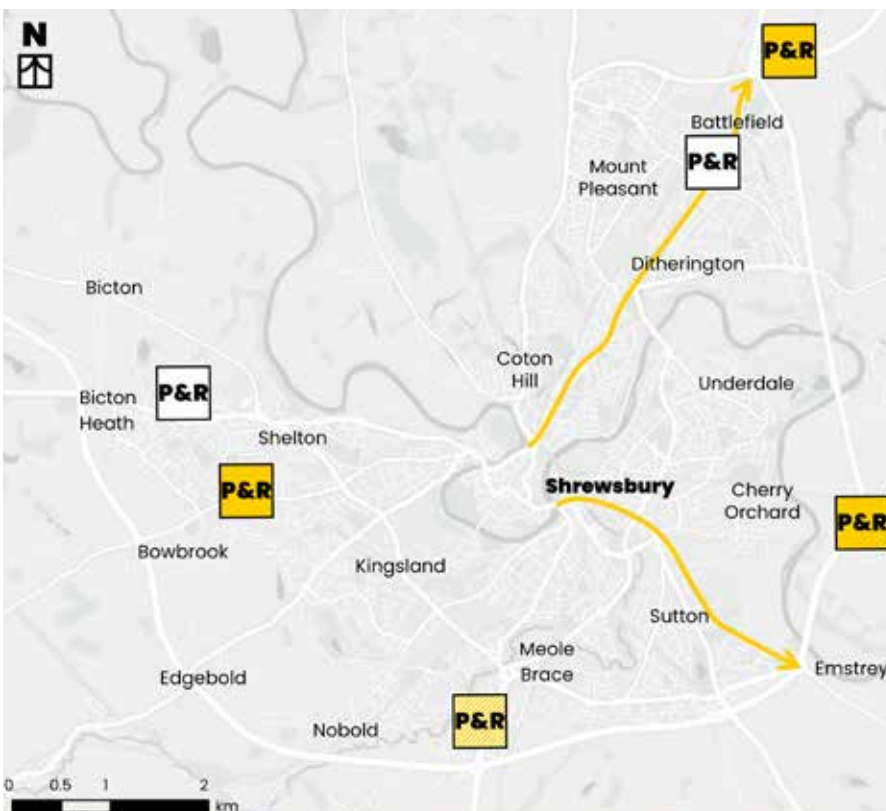 N
P&R
Battlefield
P&R
Mount
Pleasant
Ditherington
Bicton
Coton
Hill
Underdale
P&R
Bicton
Heath
Shelton
P&R
Shrewsbury
Cherry
Orchard
P&R
Bowbrook
Kingsland
Sutton
Meole
Brace
Emstrey
Edgebold
P&R
Nobold
0 0.5 1 2
km